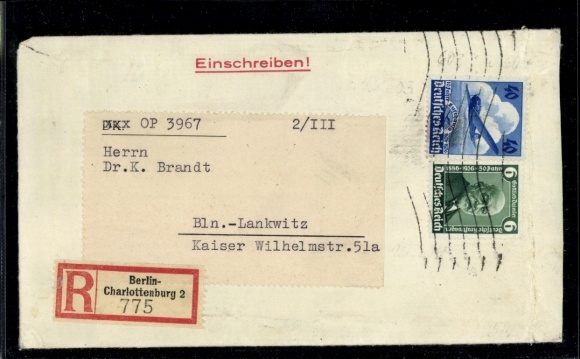 Einschreiben!
DK. OP 3967 2/III
Herrn
Dr.K. Brandt
Bln.-Lankwitz
Kaiser Wilhelmstr.51a
R
Berlin-
Charlottenburg 2
775
40 40
Deutsches Reich
6 6
Deutsches Reich